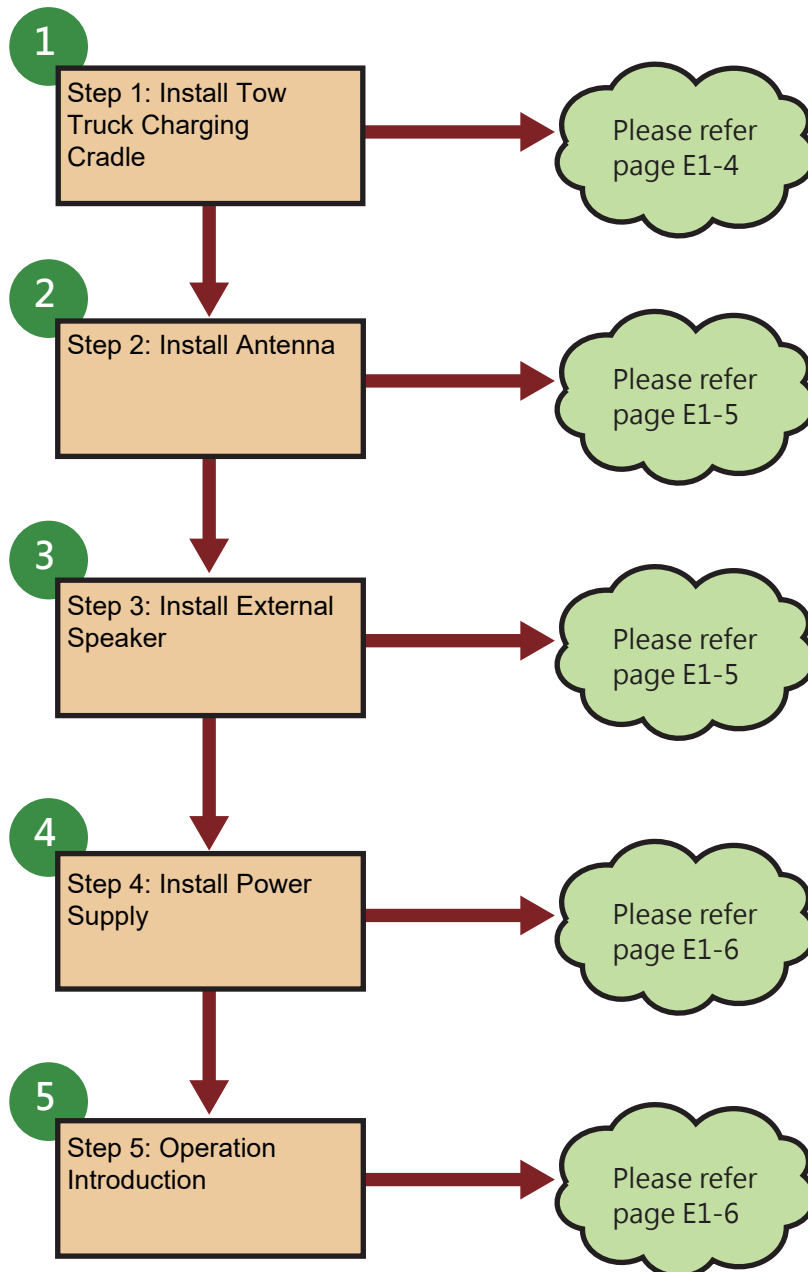 1
Step 1: Install Tow
Truck Charging
Cradle
Please refer
page E1-4
2
Step 2: Install Antenna
Please refer
page E1-5
3
Step 3: Install External
Speaker
Please refer
page E1-5
4
Step 4: Install Power
Supply
Please refer
page E1-6
5
Step 5: Operation
Introduction
Please refer
page E1-6